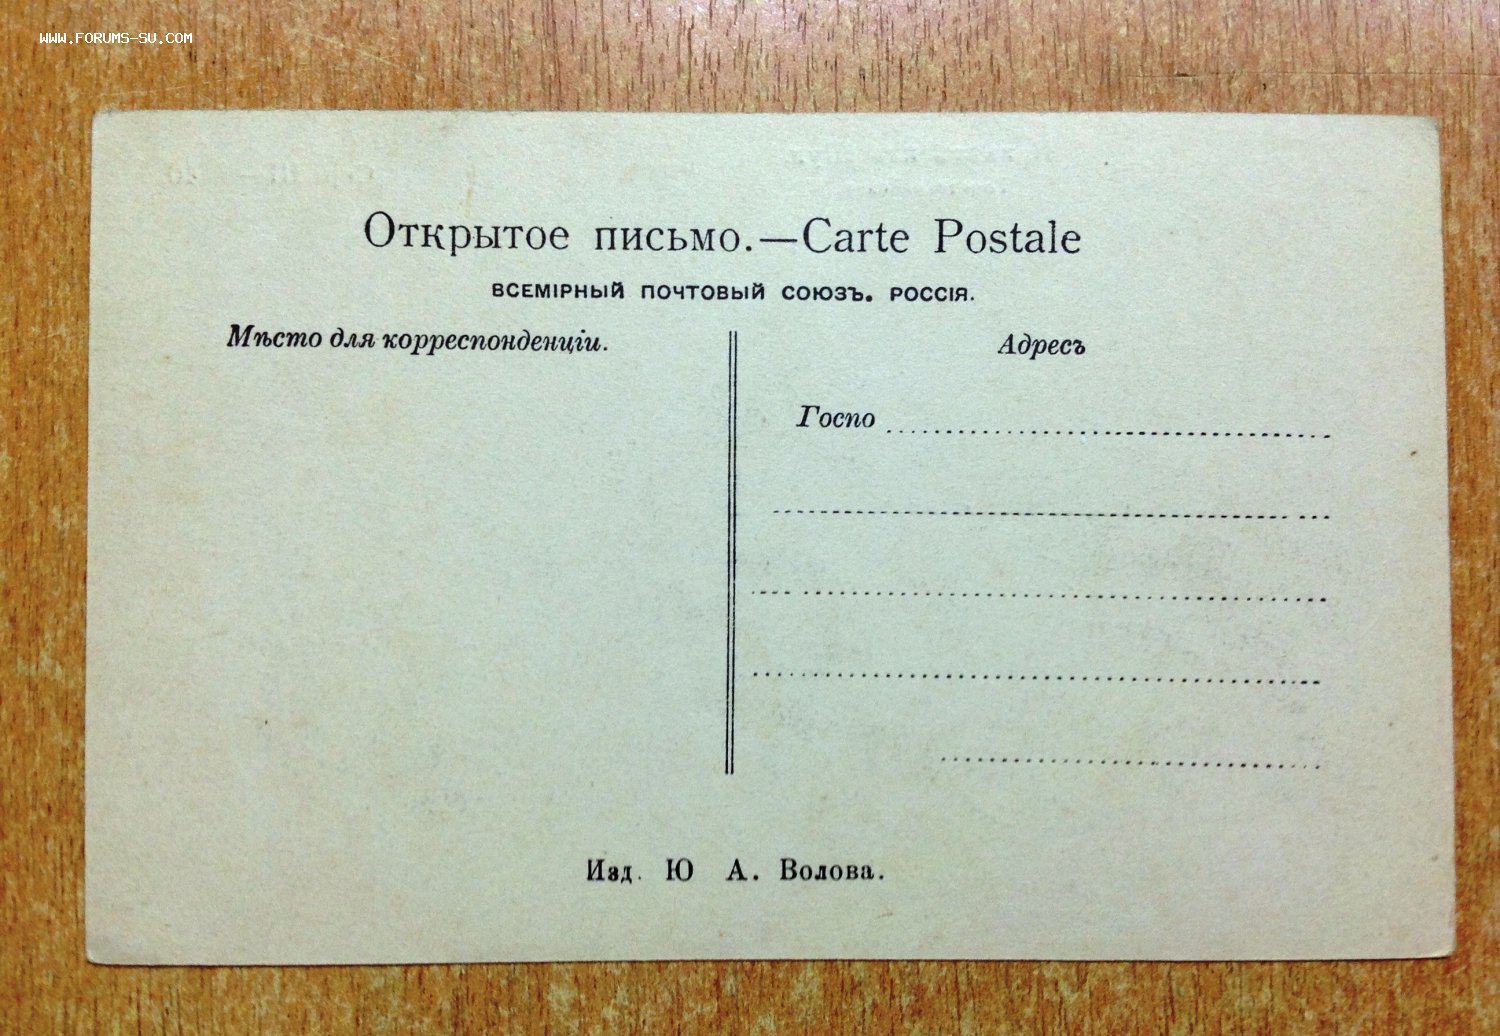 WWW.FORUMS-SU.COM
Открытое письмо.—Carte Postale
ВСЕМІРНЫЙ ПОЧТОВЫЙ СОЮЗЪ. РОССІЯ.
Мѣсто для корреспонденціи.
Адресъ
Госпо
Изд. Ю А. Волова.